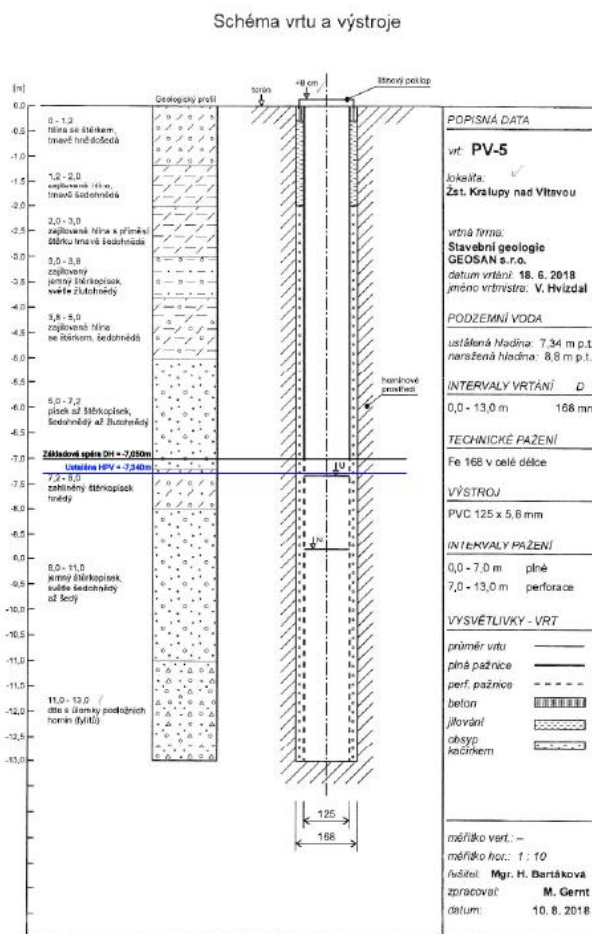 Schéma vrtu a výstroje
[m]
0,0
-0,5
-1,0
-1,5
-2,0
-2,5
-3,0
-3,5
-4,0
-4,5
-5,0
-5,5
-6,0
-6,5
-7,0
-7,5
-8,0
-8,5
-9,0
-9,5
-10,0
-10,5
-11,0
-11,5
-12,0
-12,5
-13,0
Geologický profil
0 - 1,2
hlína se štěrkem,
tmavě hnědošedá
1,2 - 2,0
zajílovaná hlína,
tmavě šedohnědá
2,0 - 3,0
zajílovaná hlína s příměsí
štěrku tmavě šedohnědá
3,0 - 3,8
zajílovaný
jemný štěrkopísek,
světle žlutohnědý
3,8 - 5,0
zajílovaná hlína
se štěrkem, šedohnědá
5,0 - 7,2
písek až štěrkopísek,
šedohnědý až žlutohnědý
Základová spára DH = -7,050m
Ustálená HPV = -7,340m
7,2 - 8,0
zahliněný štěrkopísek
hnědý
8,0 - 11,0
jemný štěrkopísek,
světle šedohnědý
až šedý
11,0 - 13,0
dtto s úlomky podložních
hornin (fylitů)
terén
+8 cm
litinový poklop
horninové
prostředí
U
N
125
168
POPISNÁ DATA
vrt: PV-5
lokalita:
Žst. Kralupy nad Vltavou
vrtná firma:
Stavební geologie
GEOSAN s.r.o.
datum vrtání: 18. 6. 2018
jméno vrtmistra: V. Hvízdal
PODZEMNÍ VODA
ustálená hladina: 7,34 m p.t.
naražená hladina: 8,8 m p.t.
INTERVALY VRTÁNÍ D
0,0 - 13,0 m 168 mm
TECHNICKÉ PAŽENÍ
Fe 168 v celé délce
VÝSTROJ
PVC 125 x 5,8 mm
INTERVALY PAŽENÍ
0,0 - 7,0 m plné
7,0 - 13,0 m perforace
VYSVĚTLIVKY - VRT
průměr vrtu
plná pažnice
perf. pažnice
beton
jílování
obsyp
kačírkem
měřítko vert.: –
měřítko hor.: 1 : 10
řešitel: Mgr. H. Bartáková
zpracoval: M. Gernt
datum: 10. 8. 2018